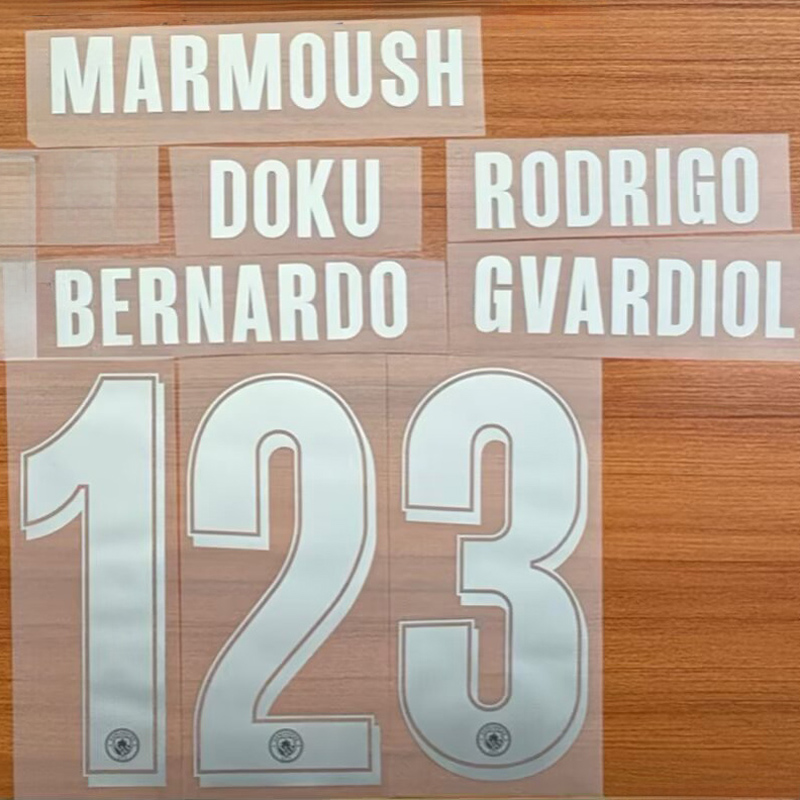 MARMOUSH
DOKU RODRIGO
BERNARDO GVARDIOL
123